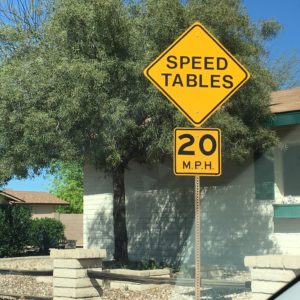 SPEED
TABLES
20
M.P.H.